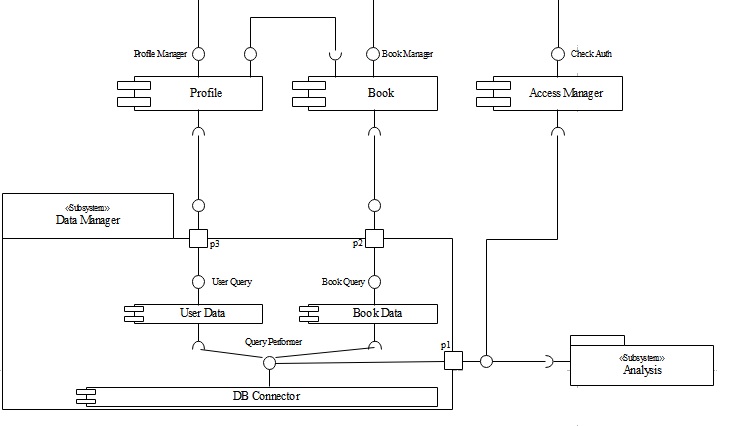 Profile Manager
Book Manager
Check Auth
Profile
Book
Access Manager
«Subsystem»
Data Manager
p3
p2
User Query
Book Query
User Data
Book Data
Query Performer
p1
«Subsystem»
Analysis
DB Connector